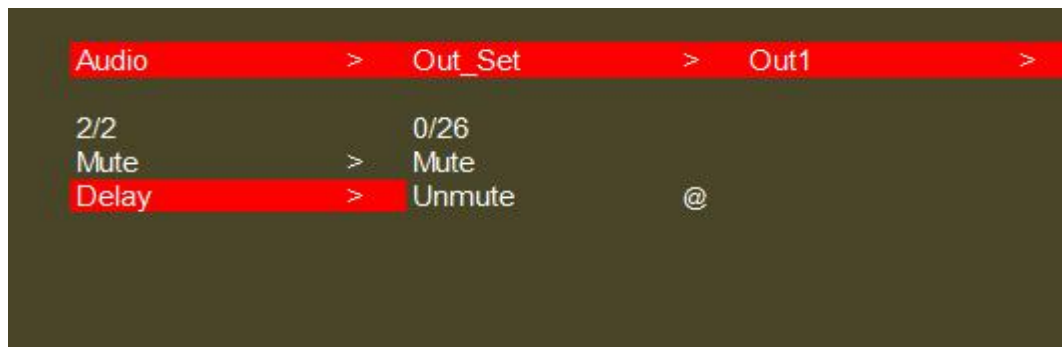 Audio > Out_Set > Out1 >
2/2 0/26
Mute > Mute
Delay > Unmute @